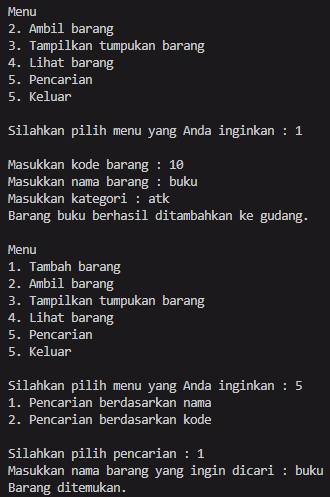 Menu
2. Ambil barang
3. Tampilkan tumpukan barang
4. Lihat barang
5. Pencarian
5. Keluar
Silahkan pilih menu yang Anda inginkan : 1
Masukkan kode barang : 10
Masukkan nama barang : buku
Masukkan kategori : atk
Barang buku berhasil ditambahkan ke gudang.
Menu
1. Tambah barang
2. Ambil barang
3. Tampilkan tumpukan barang
4. Lihat barang
5. Pencarian
5. Keluar
Silahkan pilih menu yang Anda inginkan : 5
1. Pencarian berdasarkan nama
2. Pencarian berdasarkan kode
Silahkan pilih pencarian : 1
Masukkan nama barang yang ingin dicari : buku
Barang ditemukan.